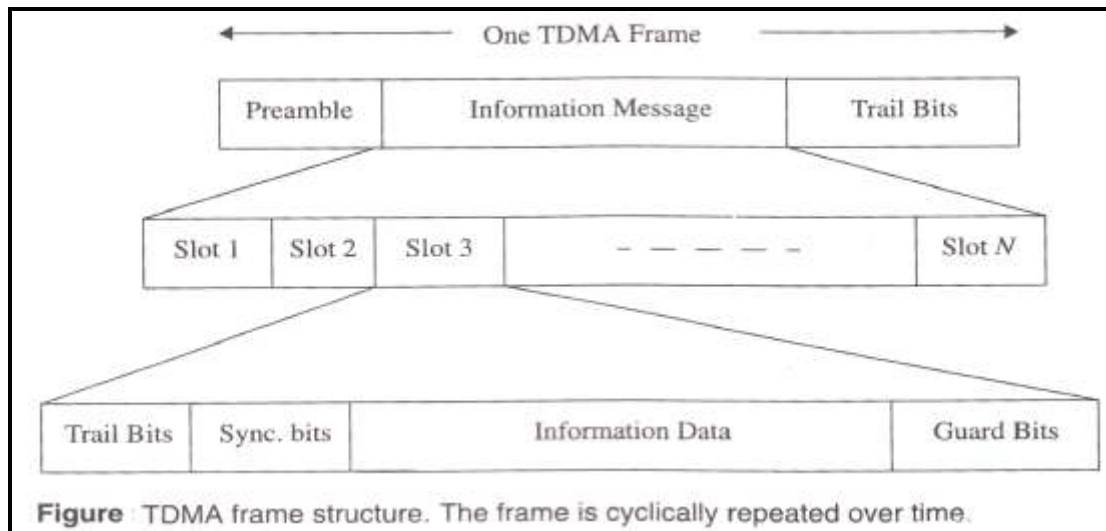 One TDMA Frame
Preamble Information Message Trail Bits
Slot 1 Slot 2 Slot 3 Slot N
Trail Bits Sync. bits Information Data Guard Bits
Figure TDMA frame structure. The frame is cyclically repeated over time.